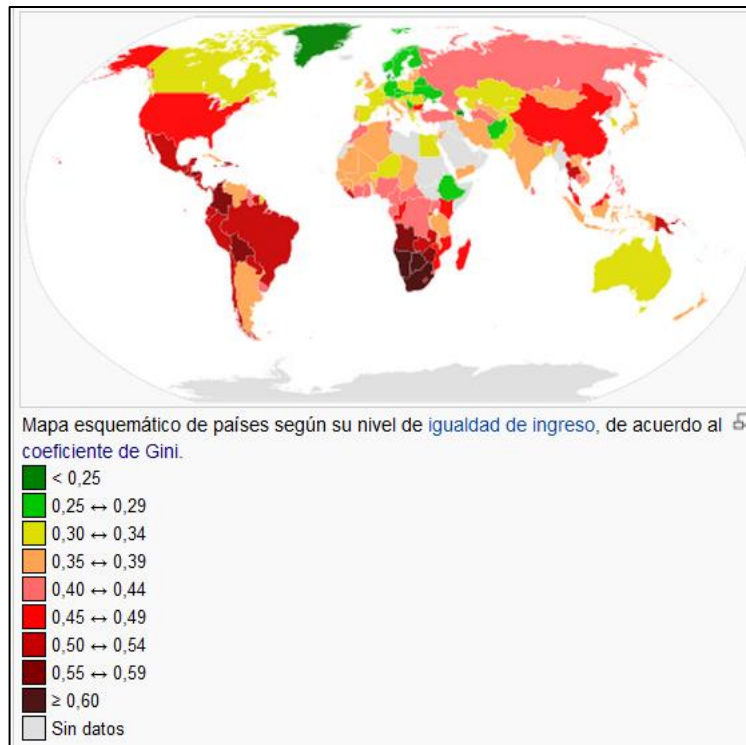 Mapa esquemático de países según su nivel de igualdad de ingreso, de acuerdo al
coeficiente de Gini.
< 0,25
0,25 ↔ 0,29
0,30 ↔ 0,34
0,35 ↔ 0,39
0,40 ↔ 0,44
0,45 ↔ 0,49
0,50 ↔ 0,54
0,55 ↔ 0,59
≥ 0,60
Sin datos